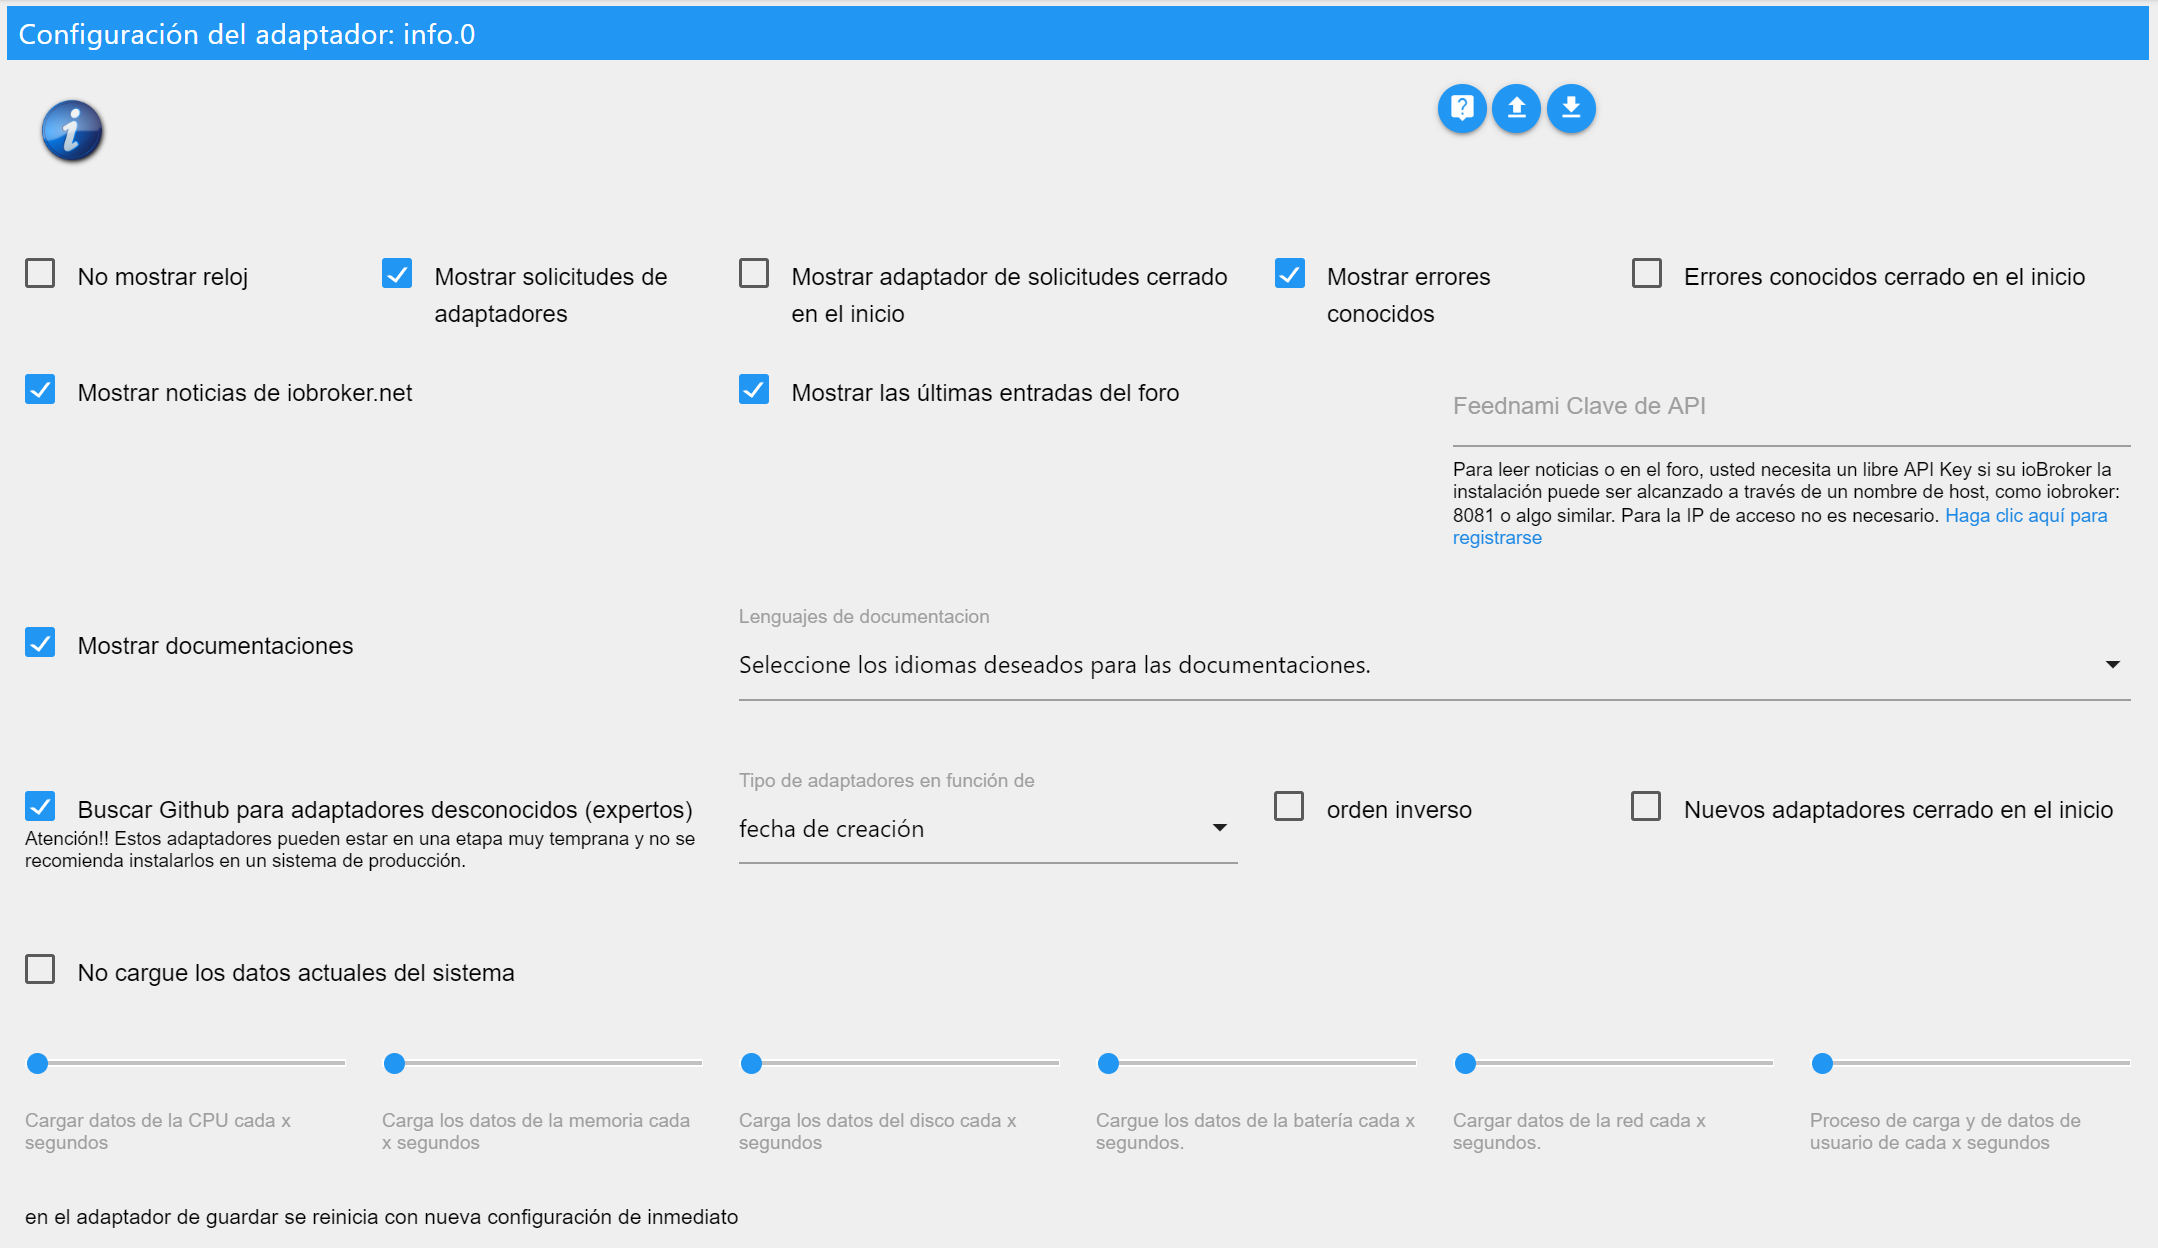 Configuración del adaptador: info.0
No mostrar reloj
Mostrar solicitudes de
adaptadores
Mostrar adaptador de solicitudes cerrado
en el inicio
Mostrar errores
conocidos
Errores conocidos cerrado en el inicio
Mostrar noticias de iobroker.net
Mostrar las últimas entradas del foro
Feednami Clave de API
Para leer noticias o en el foro, usted necesita un libre API Key si su ioBroker la
instalación puede ser alcanzado a través de un nombre de host, como iobroker:
8081 o algo similar. Para la IP de acceso no es necesario. Haga clic aquí para
registrarse
Mostrar documentaciones
Lenguajes de documentacion
Seleccione los idiomas deseados para las documentaciones.
Buscar Github para adaptadores desconocidos (expertos)
Atención!! Estos adaptadores pueden estar en una etapa muy temprana y no se
recomienda instalarlos en un sistema de producción.
Tipo de adaptadores en función de
fecha de creación
orden inverso
Nuevos adaptadores cerrado en el inicio
No cargue los datos actuales del sistema
Cargar datos de la CPU cada x
segundos
Carga los datos de la memoria cada
x segundos
Carga los datos del disco cada x
segundos
Cargue los datos de la batería cada x
segundos.
Cargar datos de la red cada x
segundos.
Proceso de carga y de datos de
usuario de cada x segundos
en el adaptador de guardar se reinicia con nueva configuración de inmediato